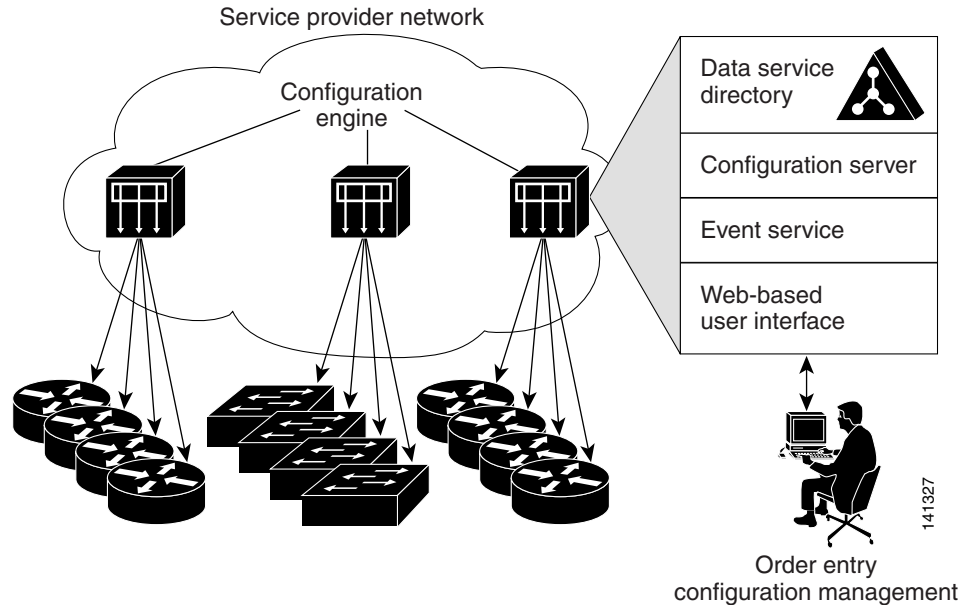 Service provider network
Configuration
engine
Data service
directory
Configuration server
Event service
Web-based
user interface
141327
Order entry
configuration management